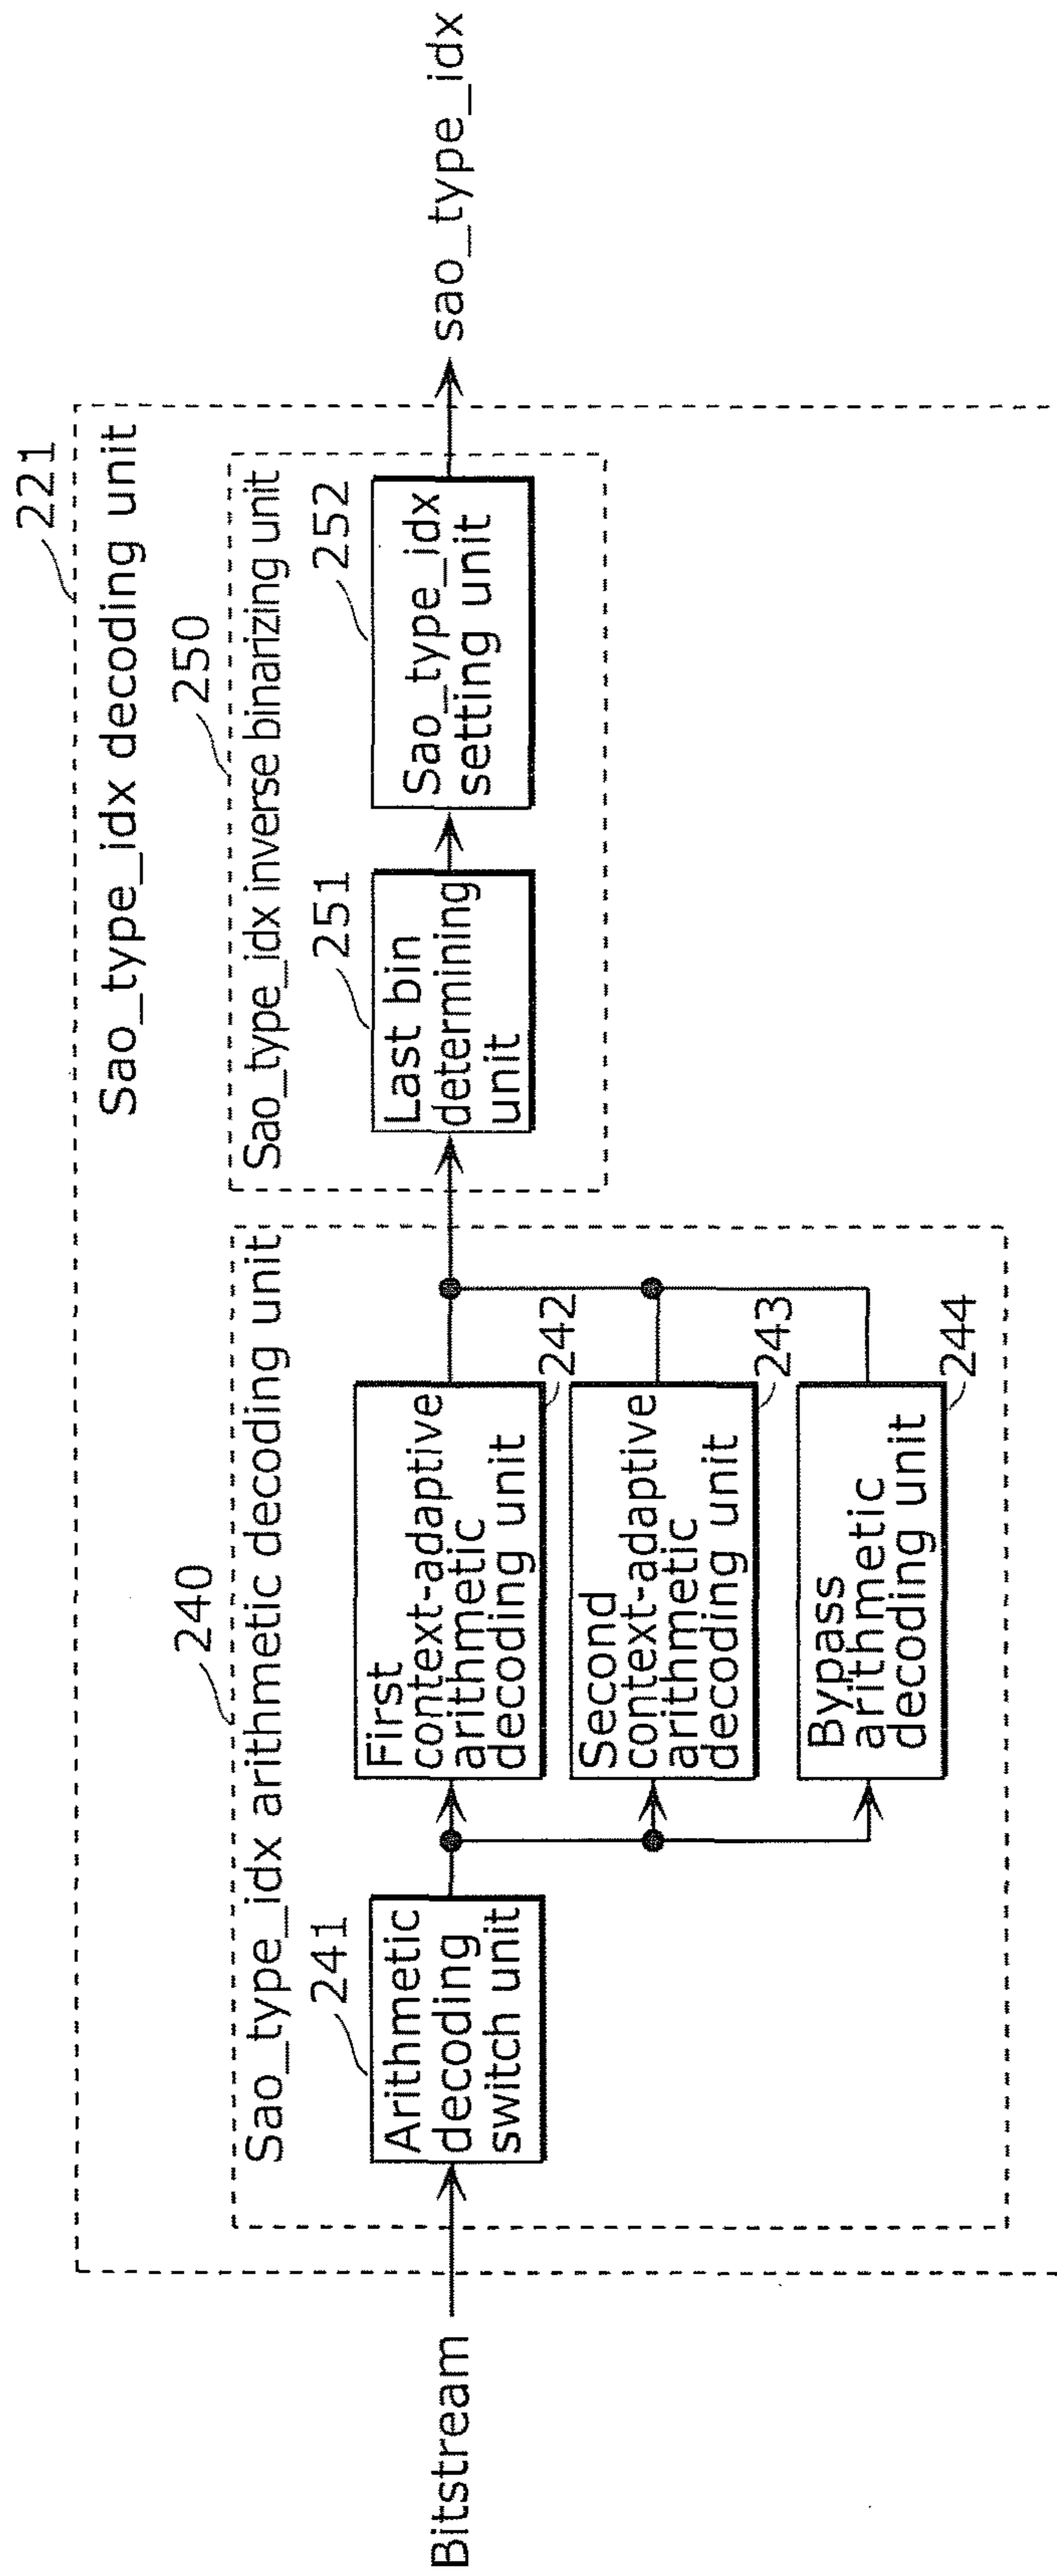 221
Sao_type_idx decoding unit
240
Sao_type_idx arithmetic decoding unit
241
Arithmetic
decoding
switch unit
First
context-adaptive
arithmetic
decoding unit
242
Second
context-adaptive
arithmetic
decoding unit
243
Bypass
arithmetic
decoding unit
244
250
Sao_type_idx inverse binarizing unit
251
Last bin
determining
unit
252
Sao_type_idx
setting unit
Bitstream
sao_type_idx